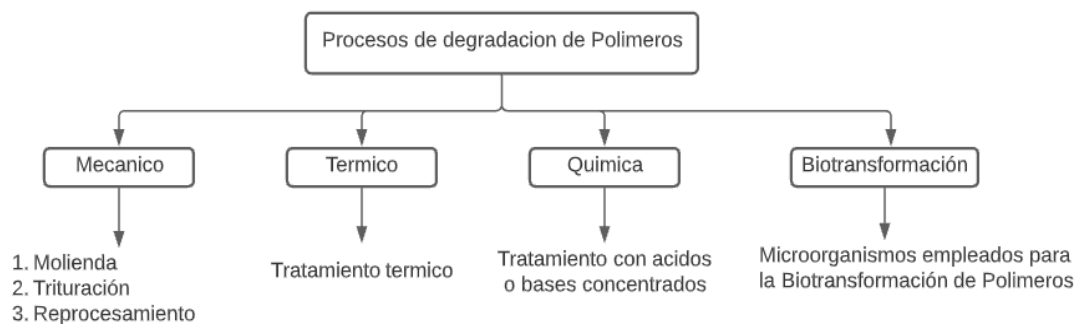 Procesos de degradacion de Polimeros
Mecanico
Termico
Quimica
Biotransformación
1. Molienda
2. Trituración
3. Reprocesamiento
Tratamiento termico
Tratamiento con acidos
o bases concentrados
Microorganismos empleados para
la Biotransformación de Polimeros